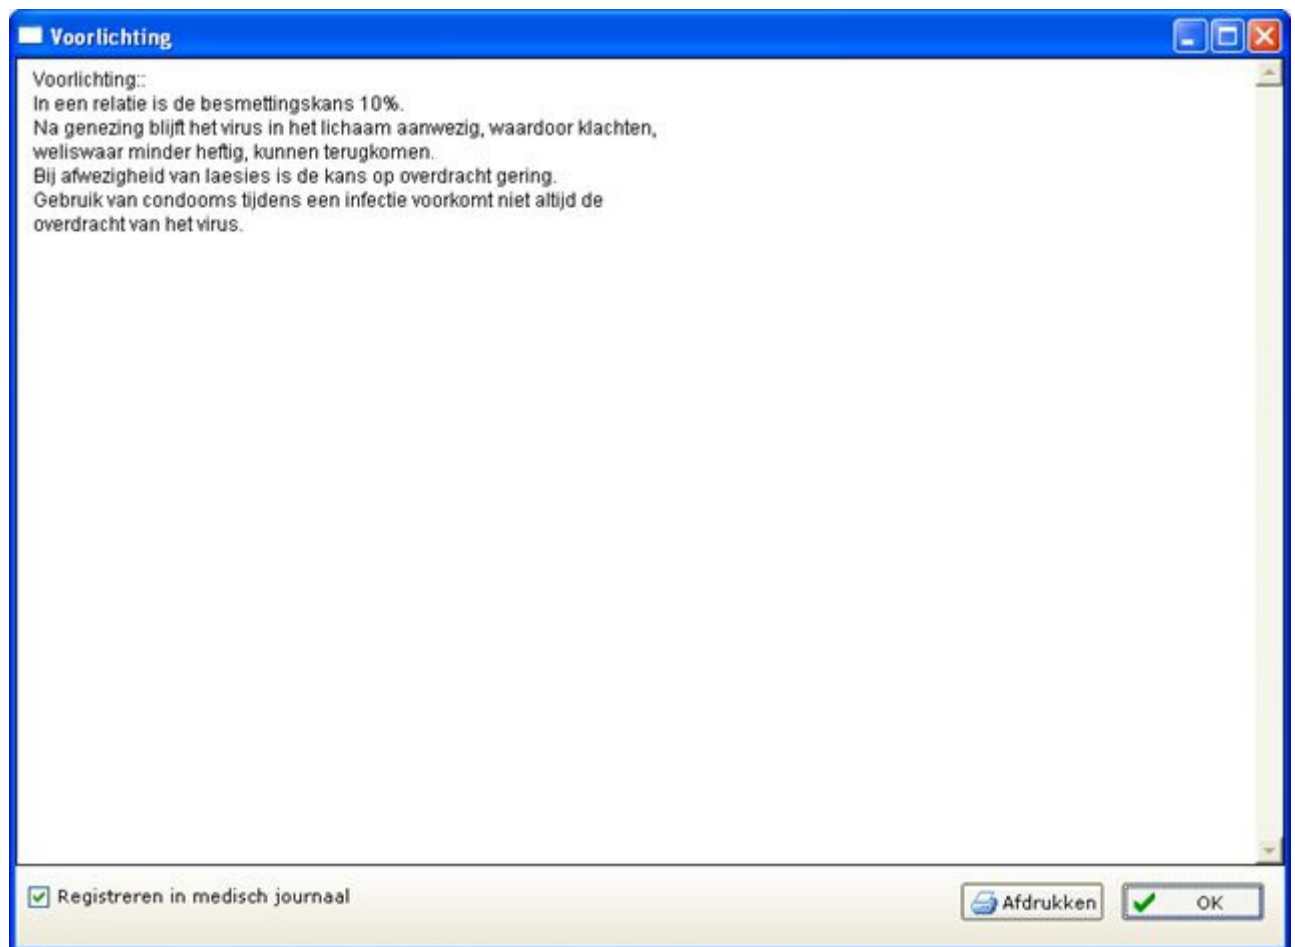 Voorlichting
Voorlichting::
In een relatie is de besmettingskans 10%.
Na genezing blijft het virus in het lichaam aanwezig, waardoor klachten,
weliswaar minder heftig, kunnen terugkomen.
Bij afwezigheid van laesies is de kans op overdracht gering.
Gebruik van condooms tijdens een infectie voorkomt niet altijd de
overdracht van het virus.
Registreren in medisch journaal
Afdrukken
OK